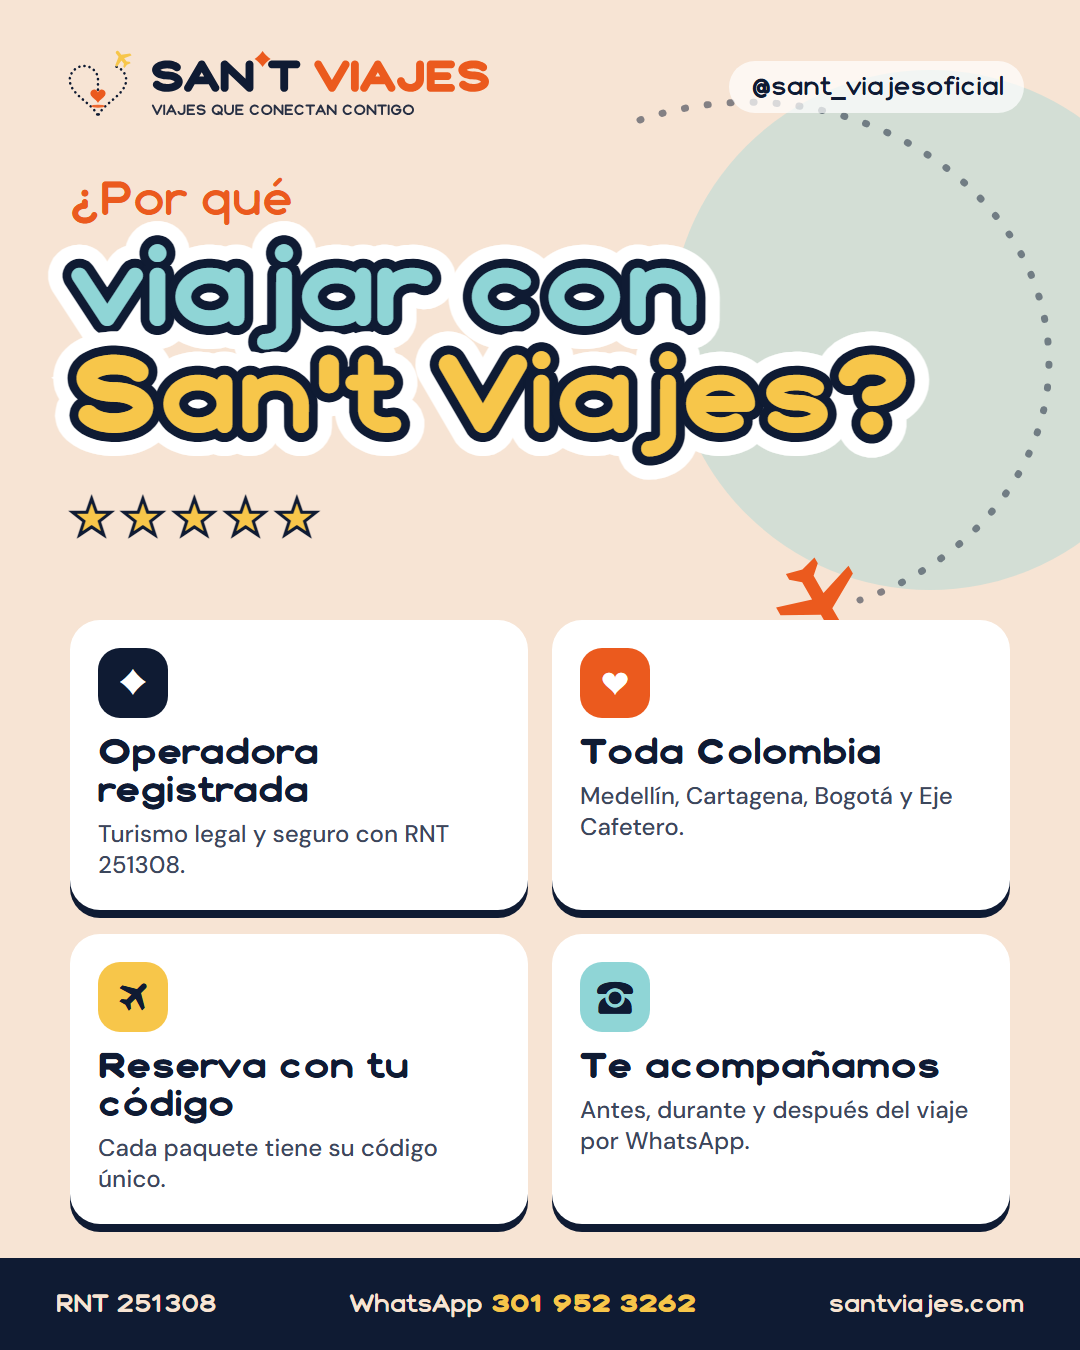 SAN'T VIAJES
VIAJES QUE CONECTAN CONTIGO
@sant_viajesoficial
¿Por qué
viajar con
San't Viajes?
Operadora
registrada
Turismo legal y seguro con RNT
251308.
Toda Colombia
Medellín, Cartagena, Bogotá y Eje
Cafetero.
Reserva con tu
código
Cada paquete tiene su código
único.
Te acompañamos
Antes, durante y después del viaje
por WhatsApp.
RNT 251308
WhatsApp 301 952 3262
santviajes.com